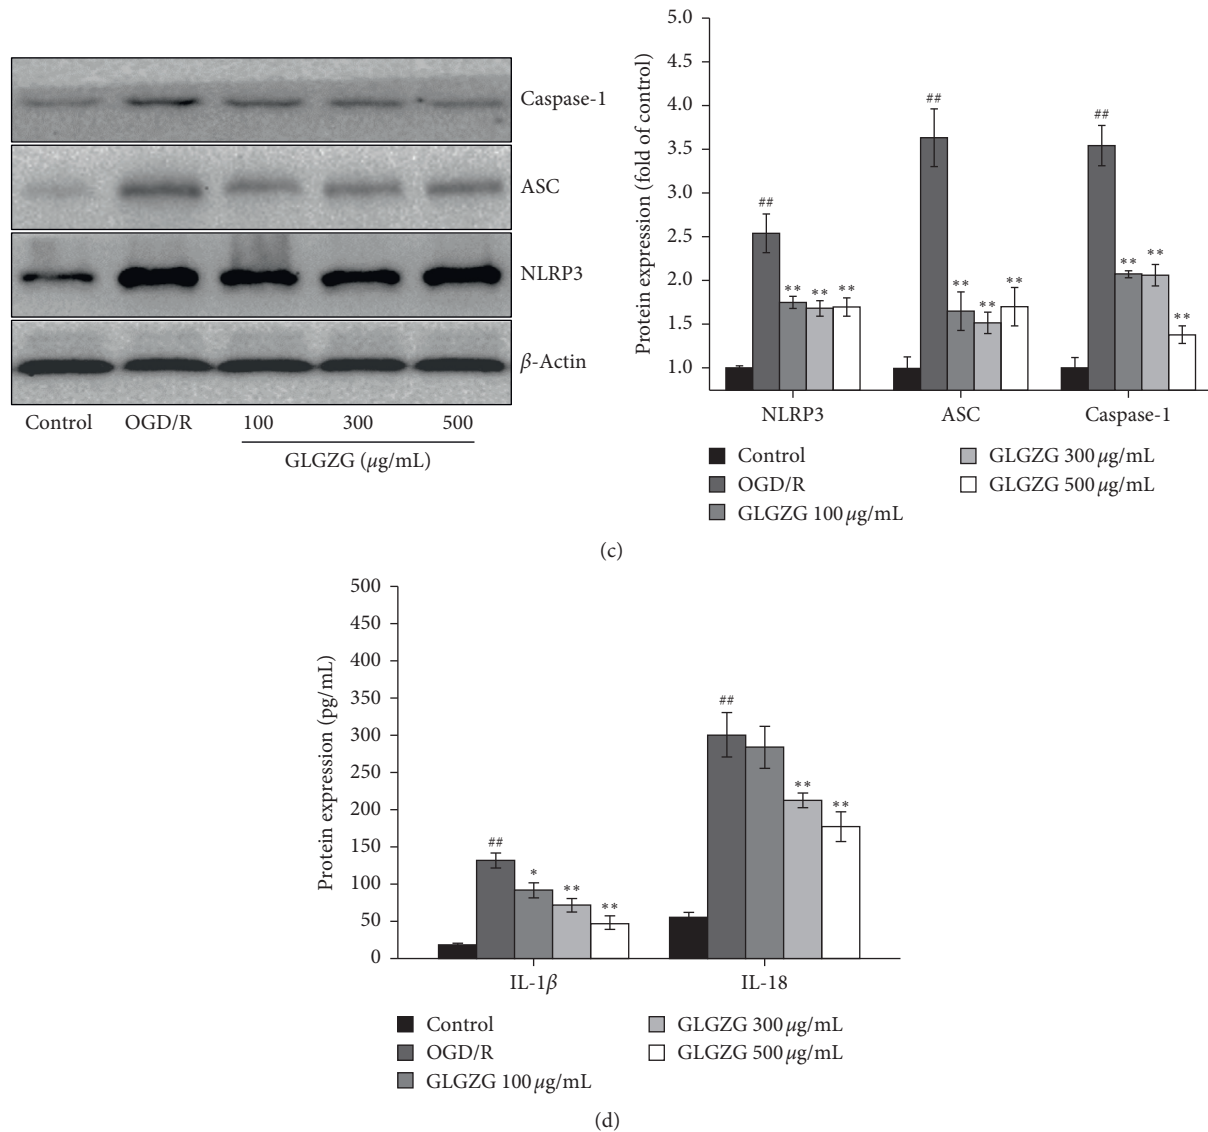 Caspase-1
ASC
NLRP3
β-Actin
Control OGD/R 100 300 500
GLGZG (μg/mL)
Protein expression (fold of control)
5.0
4.5
4.0
3.5
3.0
2.5
2.0
1.5
1.0
## ** ** **
## ** ** **
## ** ** **
NLRP3 ASC Caspase-1
Control
OGD/R
GLGZG 100 μg/mL
GLGZG 300 μg/mL
GLGZG 500 μg/mL
(c)
Protein expression (pg/mL)
500
450
400
350
300
250
200
150
100
50
0
## * ** **
## ** **
IL-1β IL-18
Control
OGD/R
GLGZG 100 μg/mL
GLGZG 300 μg/mL
GLGZG 500 μg/mL
(d)